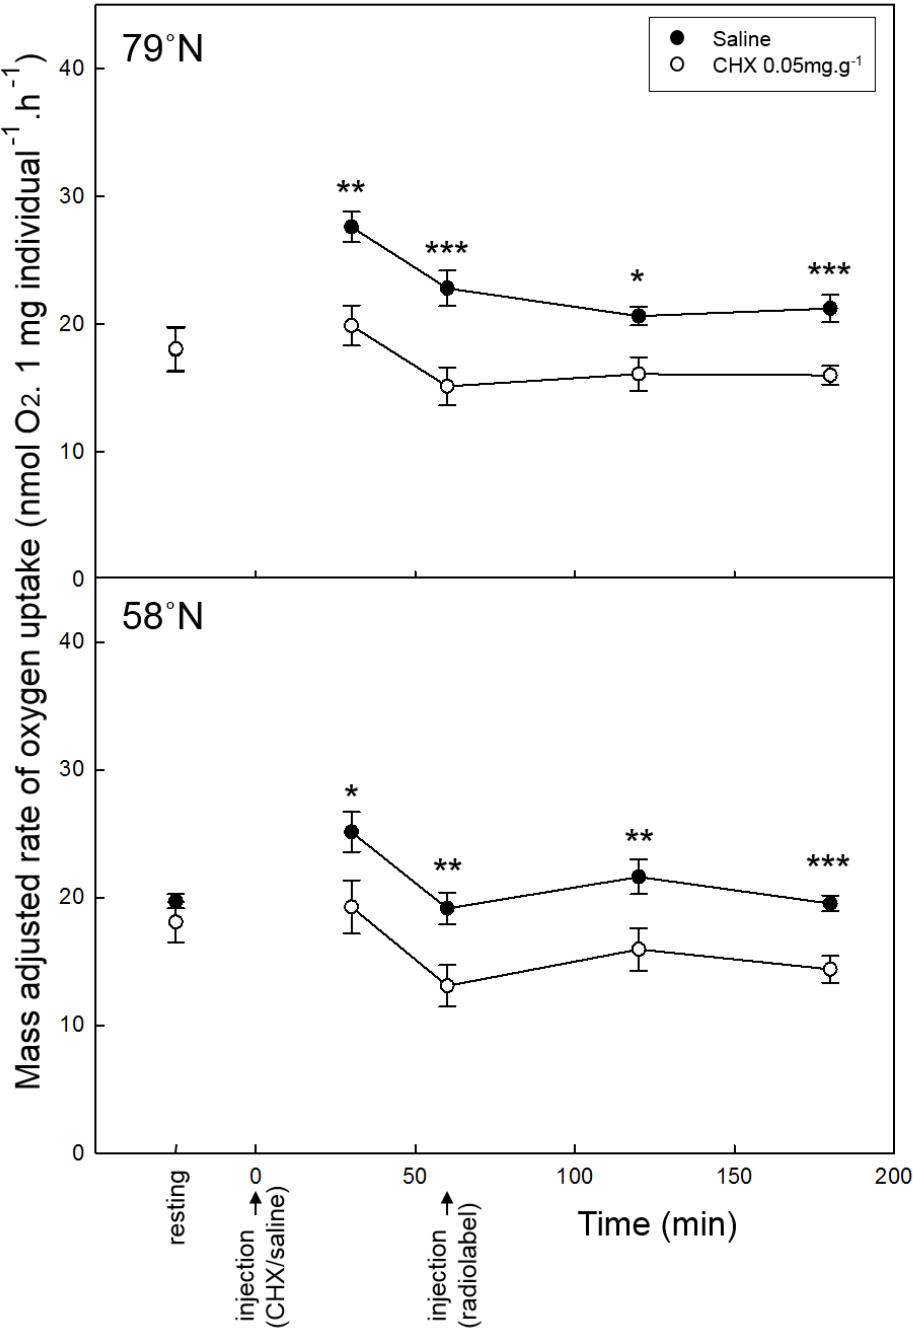 Mass adjusted rate of oxygen uptake (nmol O2. 1 mg individual-1.h-1)
79°N
Saline
CHX 0.05mg.g-1
40
30
20
10
0
**
***
*
***
58°N
40
30
20
10
0
*
**
**
***
resting
0
50
100
150
200
injection
(CHX/saline)
injection
(radiolabel)
Time (min)